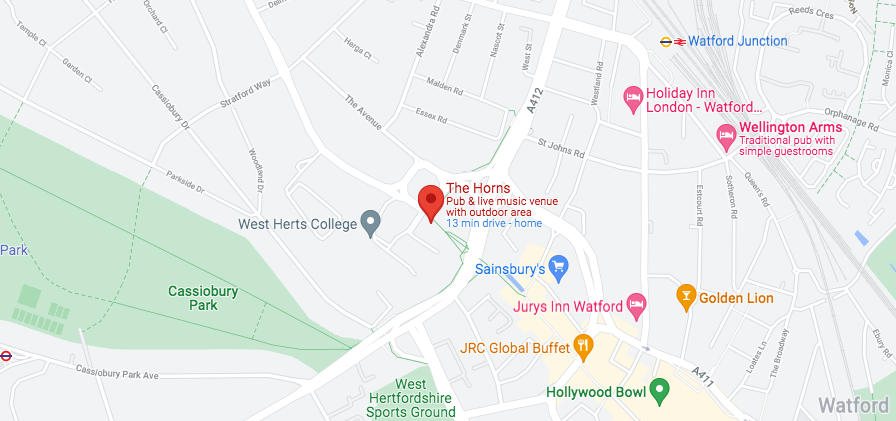 Temple Cl
Orchard Cl
Garden Cl
Cassiobury Dr
Stratford Way
Herga Ct
The Avenue
Alexandra Rd
Denmark St
Nascot St
West St
Malden Rd
Essex Rd
A412
Westland Rd
St Johns Rd
Reeds Cres
Monica Cl
Orphanage Rd
Watford Junction
Holiday Inn
London - Watford...
Wellington Arms
Traditional pub with
simple guestrooms
Woodland Dr
Parkside Dr
The Horns
Pub & live music venue
with outdoor area
13 min drive - home
West Herts College
Park
Cassiobury
Park
Sainsbury's
Jurys Inn Watford
Golden Lion
JRC Global Buffet
Hollywood Bowl
Estcourt Rd
Sotheron Rd
Queen's Rd
Loates Ln
The Broadway
Ebury Rd
A411
Cassiobury Park Ave
West
Hertfordshire
Sports Ground
Watford